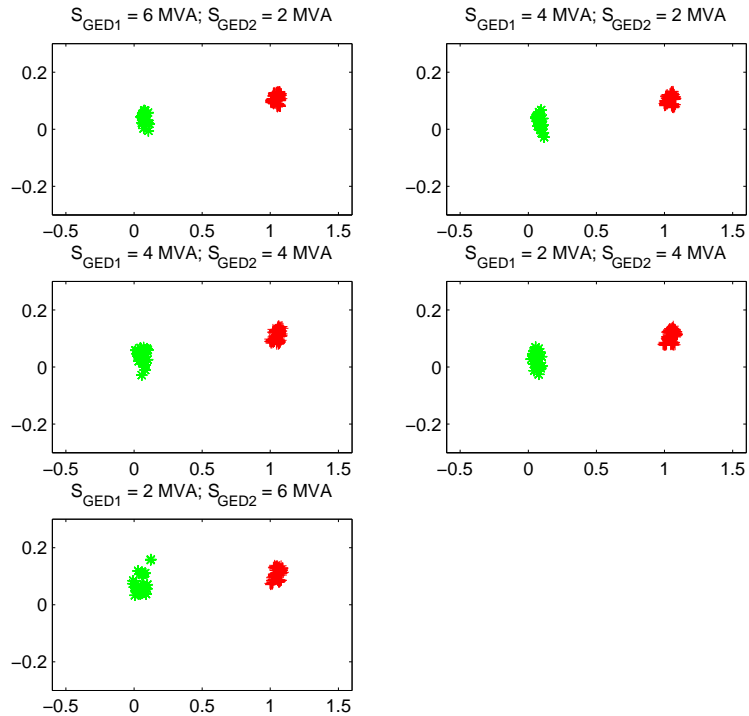 S_GED1 = 6 MVA; S_GED2 = 2 MVA
0.2
0
−0.2
−0.5 0 0.5 1 1.5
S_GED1 = 4 MVA; S_GED2 = 2 MVA
0.2
0
−0.2
−0.5 0 0.5 1 1.5
S_GED1 = 4 MVA; S_GED2 = 4 MVA
0.2
0
−0.2
−0.5 0 0.5 1 1.5
S_GED1 = 2 MVA; S_GED2 = 4 MVA
0.2
0
−0.2
−0.5 0 0.5 1 1.5
S_GED1 = 2 MVA; S_GED2 = 6 MVA
0.2
0
−0.2
−0.5 0 0.5 1 1.5